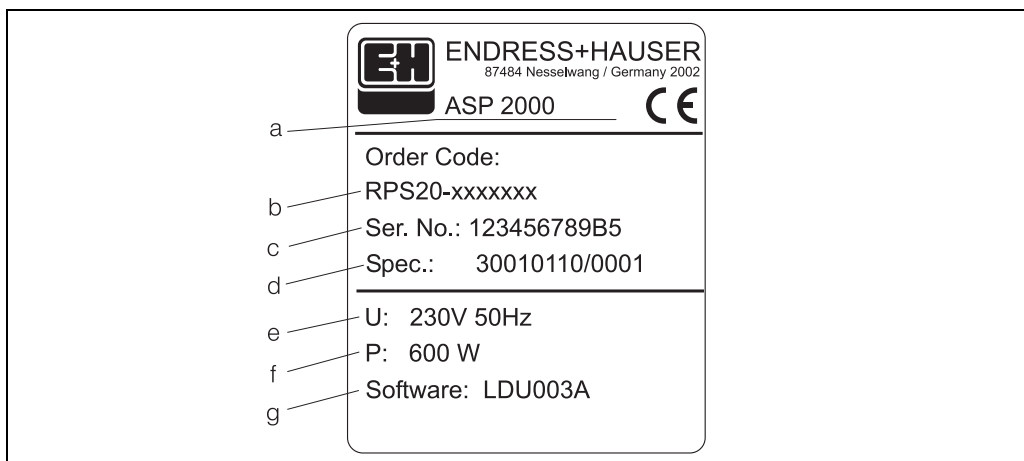 E+H
ENDRESS+HAUSER
87484 Nesselwang / Germany 2002
ASP 2000
CE
a
Order Code:
b
RPS20-xxxxxxx
c
Ser. No.: 123456789B5
d
Spec.: 30010110/0001
e
U: 230V 50Hz
f
P: 600 W
g
Software: LDU003A